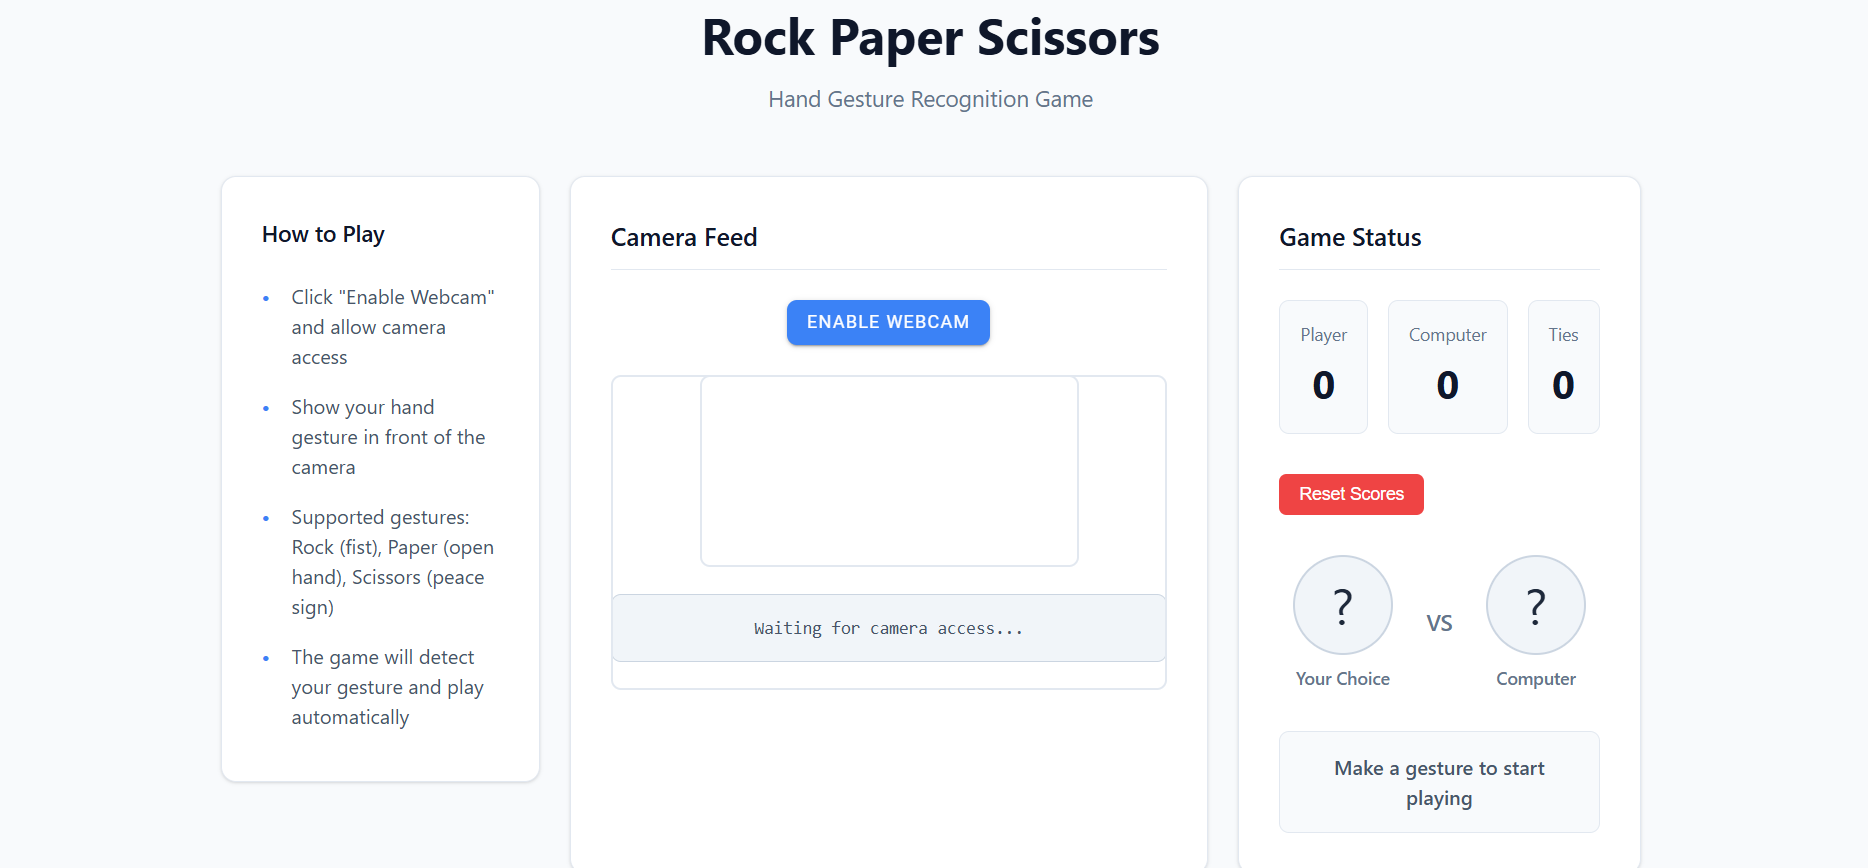 Rock Paper Scissors
Hand Gesture Recognition Game
How to Play
• Click "Enable Webcam"
and allow camera
access
• Show your hand
gesture in front of the
camera
• Supported gestures:
Rock (fist), Paper (open
hand), Scissors (peace
sign)
• The game will detect
your gesture and play
automatically
Camera Feed
ENABLE WEBCAM
Waiting for camera access...
Game Status
Player Computer Ties
0 0 0
Reset Scores
? VS ?
Your Choice Computer
Make a gesture to start
playing